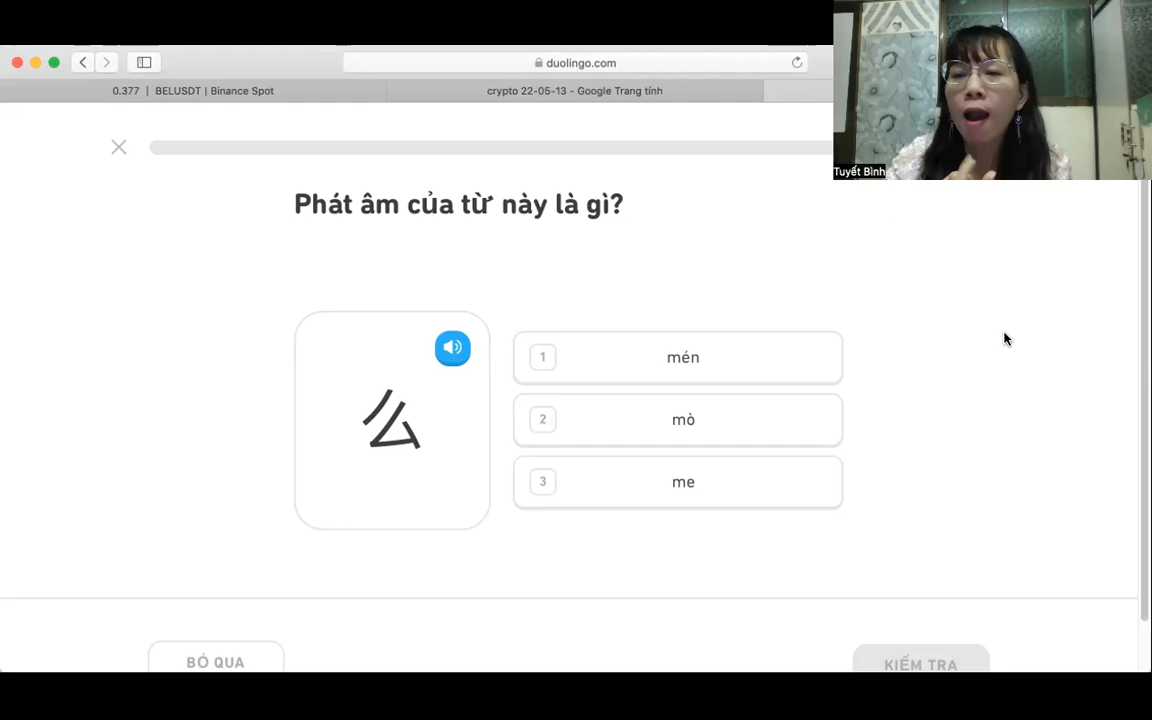 duolingo.com
0.377 | BELUSDT | Binance Spot
crypto 22-05-13 - Google Trang tính
Tuyết Bình
Phát âm của từ này là gì?
么
1 mén
2 mò
3 me
BỎ QUA
KIỂM TRA